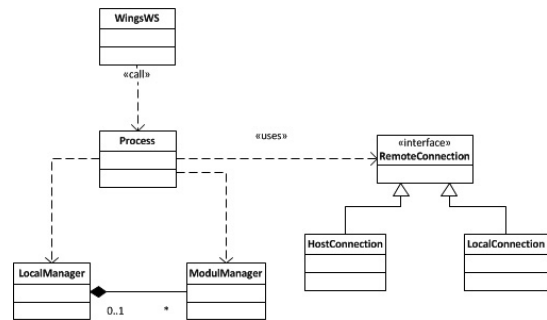 WingsWS
«call»
Process
«uses»
«interface»
RemoteConnection
HostConnection
LocalConnection
LocalManager
ModulManager
0..1
*